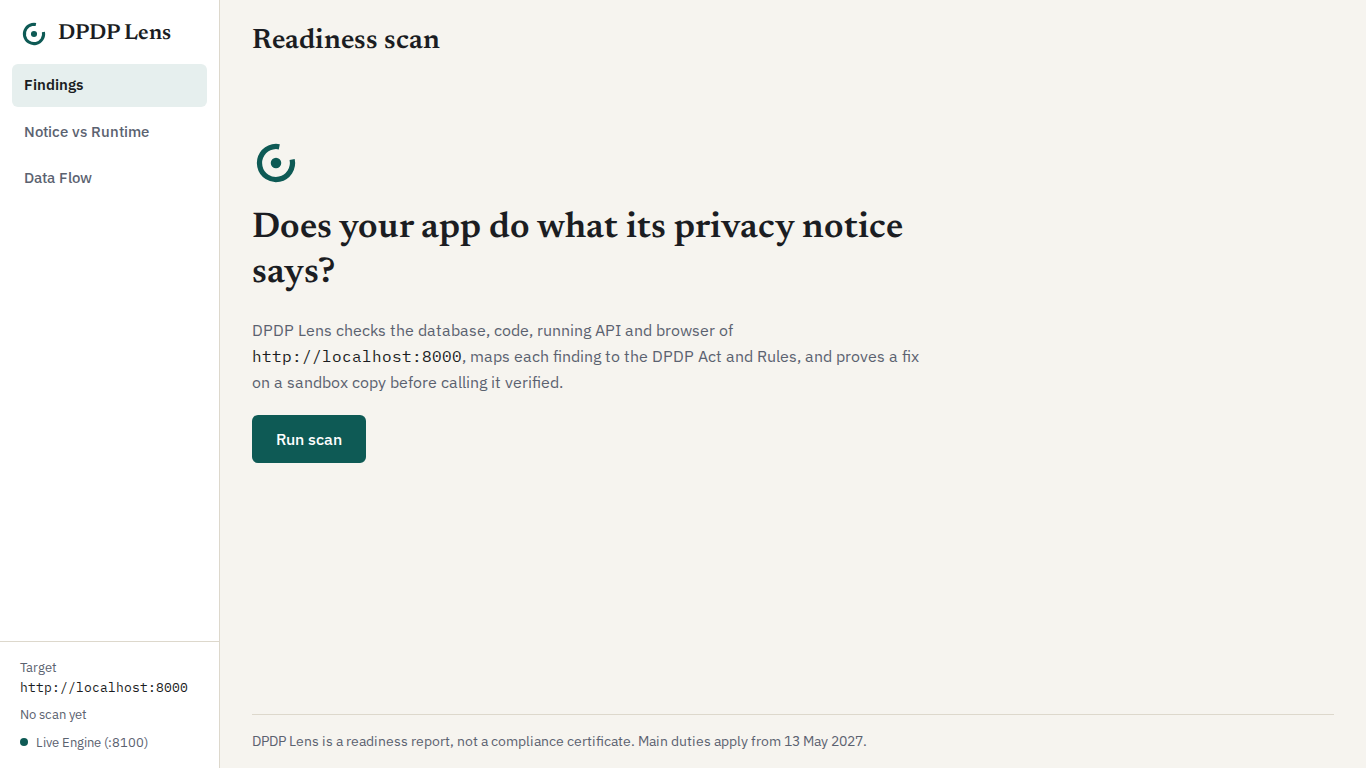 DPDP Lens
Findings
Notice vs Runtime
Data Flow
Target
http://localhost:8000
No scan yet
Live Engine (:8100)
Readiness scan
Does your app do what its privacy notice
says?
DPDP Lens checks the database, code, running API and browser of
http://localhost:8000, maps each finding to the DPDP Act and Rules, and proves a fix
on a sandbox copy before calling it verified.
Run scan
DPDP Lens is a readiness report, not a compliance certificate. Main duties apply from 13 May 2027.